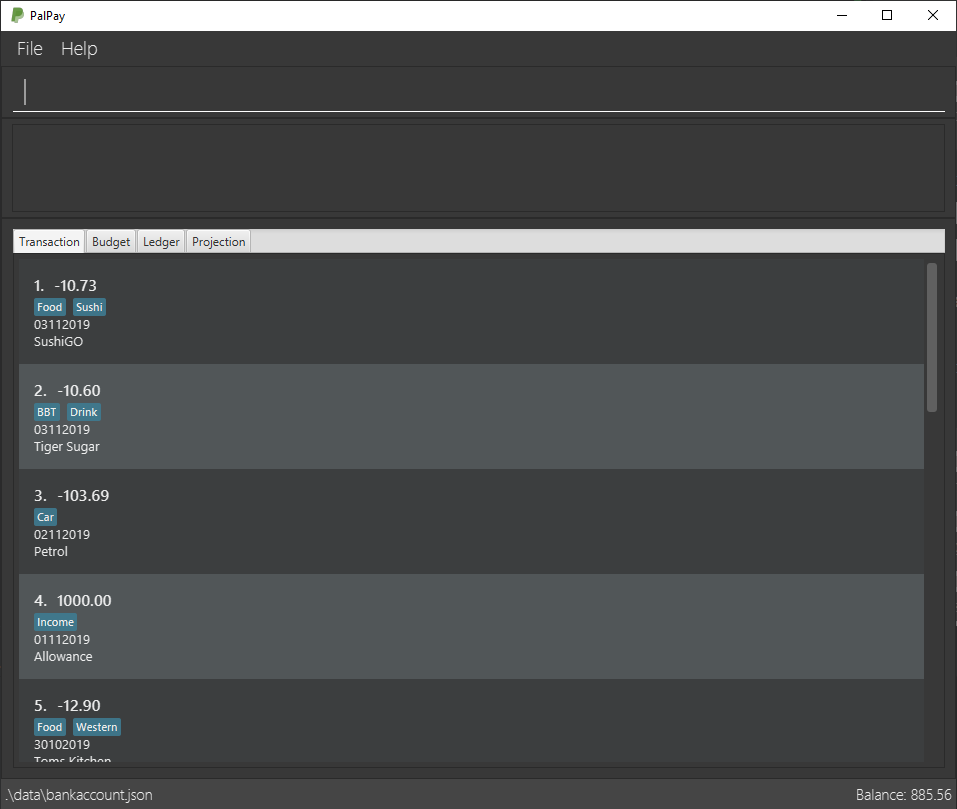 PalPay
File Help
Transaction Budget Ledger Projection
1. -10.73
Food Sushi
03112019
SushiGO
2. -10.60
BBT Drink
03112019
Tiger Sugar
3. -103.69
Car
02112019
Petrol
4. 1000.00
Income
01112019
Allowance
5. -12.90
Food Western
30102019
Toms Kitchen
.\data\bankaccount.json Balance: 885.56